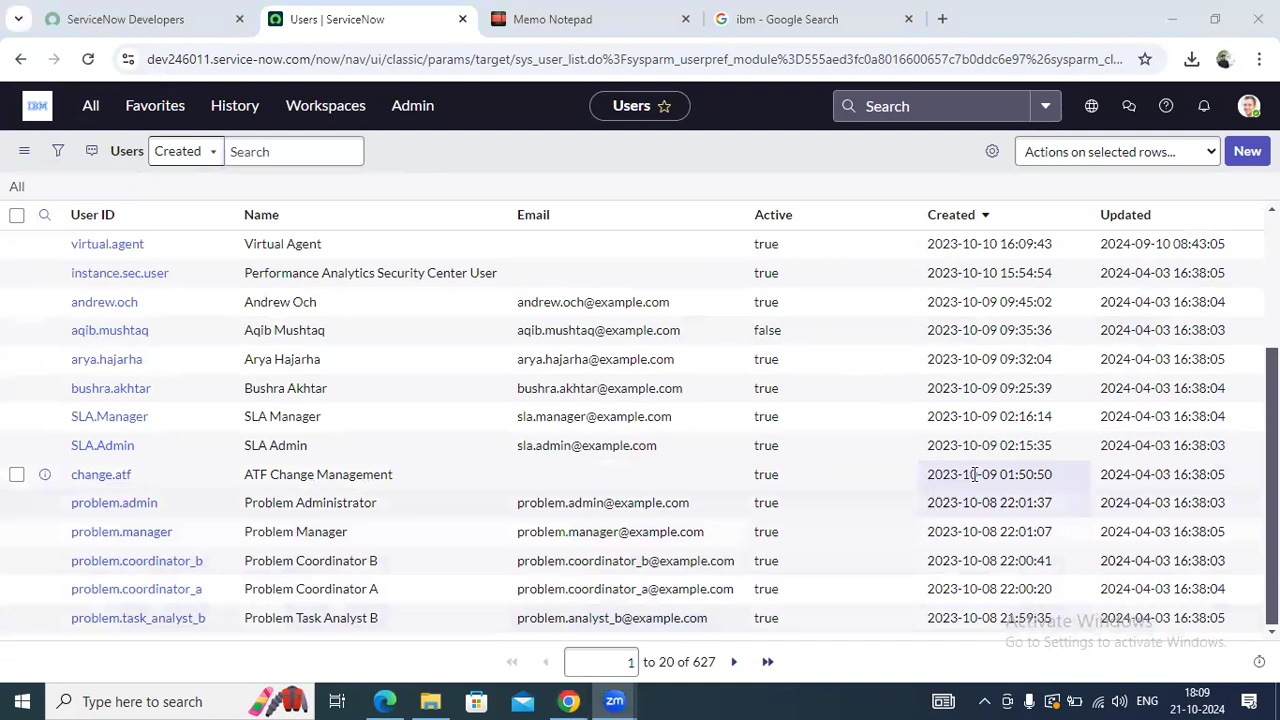 ServiceNow Developers
Users | ServiceNow
Memo Notepad
ibm - Google Search
dev246011.service-now.com/now/nav/ui/classic/params/target/sys_user_list.do%3Fsysparm_userpref_module%3D555aed3fc0a8016600657c7b0ddc6e97%26sysparm_cl...
IBM All Favorites History Workspaces Admin Users Search
Users Created Search Actions on selected rows... New
All
User ID Name Email Active Created Updated
virtual.agent Virtual Agent true 2023-10-10 16:09:43 2024-09-10 08:43:05
instance.sec.user Performance Analytics Security Center User true 2023-10-10 15:54:54 2024-04-03 16:38:05
andrew.och Andrew Och andrew.och@example.com true 2023-10-09 09:45:02 2024-04-03 16:38:04
aqib.mushtaq Aqib Mushtaq aqib.mushtaq@example.com false 2023-10-09 09:35:36 2024-04-03 16:38:03
arya.hajarha Arya Hajarha arya.hajarha@example.com true 2023-10-09 09:32:04 2024-04-03 16:38:05
bushra.akhtar Bushra Akhtar bushra.akhtar@example.com true 2023-10-09 09:25:39 2024-04-03 16:38:04
SLA.Manager SLA Manager sla.manager@example.com true 2023-10-09 02:16:14 2024-04-03 16:38:04
SLA.Admin SLA Admin sla.admin@example.com true 2023-10-09 02:15:35 2024-04-03 16:38:03
change.atf ATF Change Management true 2023-10-09 01:50:50 2024-04-03 16:38:05
problem.admin Problem Administrator problem.admin@example.com true 2023-10-08 22:01:37 2024-04-03 16:38:03
problem.manager Problem Manager problem.manager@example.com true 2023-10-08 22:01:07 2024-04-03 16:38:05
problem.coordinator_b Problem Coordinator B problem.coordinator_b@example.com true 2023-10-08 22:00:41 2024-04-03 16:38:03
problem.coordinator_a Problem Coordinator A problem.coordinator_a@example.com true 2023-10-08 22:00:20 2024-04-03 16:38:04
problem.task_analyst_b Problem Task Analyst B problem.analyst_b@example.com true 2023-10-08 21:59:35 2024-04-03 16:38:05
Activate Windows
Go to Settings to activate Windows.
1 to 20 of 627
Type here to search zm ENG 18:09
21-10-2024